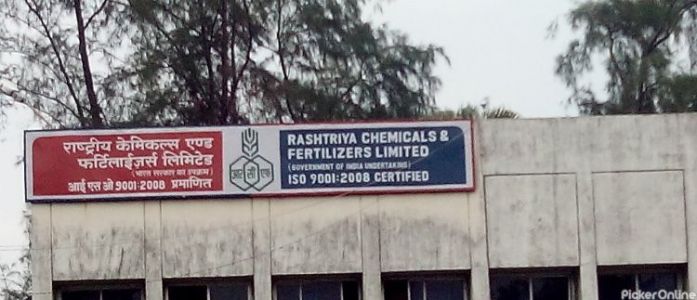 राष्ट्रीय केमिकल्स एण्ड
फर्टिलाईजर्स लिमिटेड
(भारत सरकार का उपक्रम)
आई एस ओ 9001:2008 प्रमाणित
आर सी एफ
RASHTRIYA CHEMICALS &
FERTILIZERS LIMITED
(GOVERNMENT OF INDIA UNDERTAKING)
ISO 9001:2008 CERTIFIED
PickerOnline